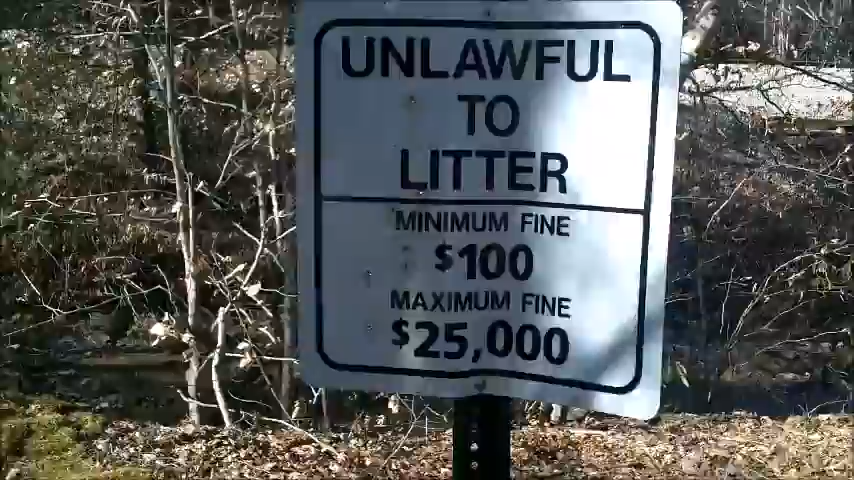 UNLAWFUL
TO
LITTER
MINIMUM FINE
$100
MAXIMUM FINE
$25,000